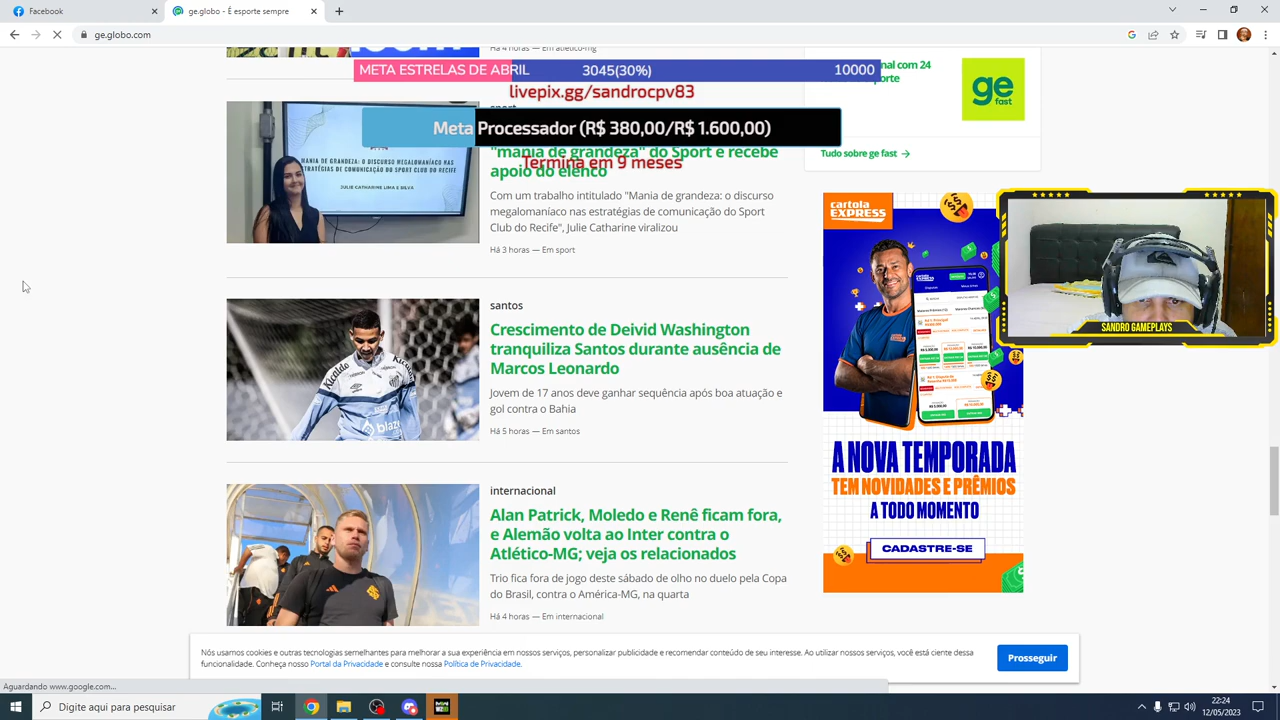 Facebook
ge.globo - É esporte sempre
ge.globo.com
Há 4 horas — Em atlético-mg
META ESTRELAS DE ABRIL
3045(30%)
10000
livepix.gg/sandrocpv83
Meta Processador (R$ 380,00/R$ 1.600,00)
Termina em 9 meses
sport
"mania de grandeza" do Sport e recebe
apoio do elenco
Com um trabalho intitulado "Mania de grandeza: o discurso
megalomaníaco nas estratégias de comunicação do Sport
Club do Recife", Julie Catharine viralizou
Há 3 horas — Em sport
MANIA DE GRANDEZA: O DISCURSO MEGALOMANÍACO NAS
ESTRATÉGIAS DE COMUNICAÇÃO DO SPORT CLUB DO RECIFE
JULIE CATHARINE LIMA E SILVA
santos
Crescimento de Deivid Washington
tranquiliza Santos durante ausência de
Marcos Leonardo
Jovem de 17 anos deve ganhar sequência após boa atuação e
gol contra a Bahia
Há 5 horas — Em santos
Kicaldo
blaze
internacional
Alan Patrick, Moledo e Renê ficam fora,
e Alemão volta ao Inter contra o
Atlético-MG; veja os relacionados
Trio fica fora de jogo deste sábado de olho no duelo pela Copa
do Brasil, contra o América-MG, na quarta
Há 4 horas — Em internacional
nal com 24
porte
ge
fast
Tudo sobre ge fast
cartola
EXPRESS
A NOVA TEMPORADA
TEM NOVIDADES E PRÊMIOS
A TODO MOMENTO
CADASTRE-SE
SANDRO GAMEPLAYS
Nós usamos cookies e outras tecnologias semelhantes para melhorar a sua experiência em nossos serviços, personalizar publicidade e recomendar conteúdo de seu interesse. Ao utilizar nossos serviços, você está ciente dessa
funcionalidade. Conheça nosso Portal da Privacidade e consulte nossa Política de Privacidade.
Prosseguir
Aguardando www.google.com...
Digite aqui para pesquisar
22:24
12/05/2023